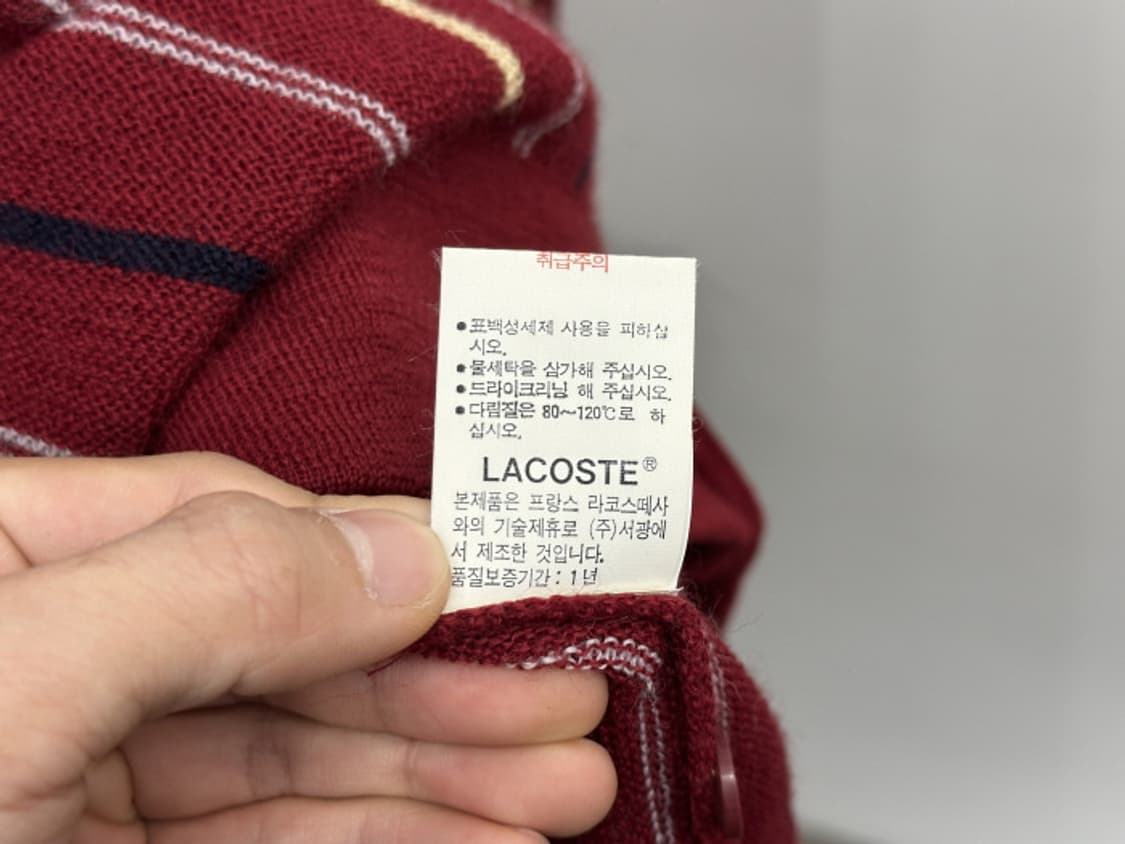 취급주의
●표백성세제 사용을 피하십
시오.
●물세탁을 삼가해 주십시오.
●드라이크리닝 해 주십시오.
●다림질은 80~120℃로 하
십시오.
LACOSTE®
본제품은 프랑스 라코스떼사
와의 기술제휴로 (주)서광에
서 제조한 것입니다.
품질보증기간 : 1년